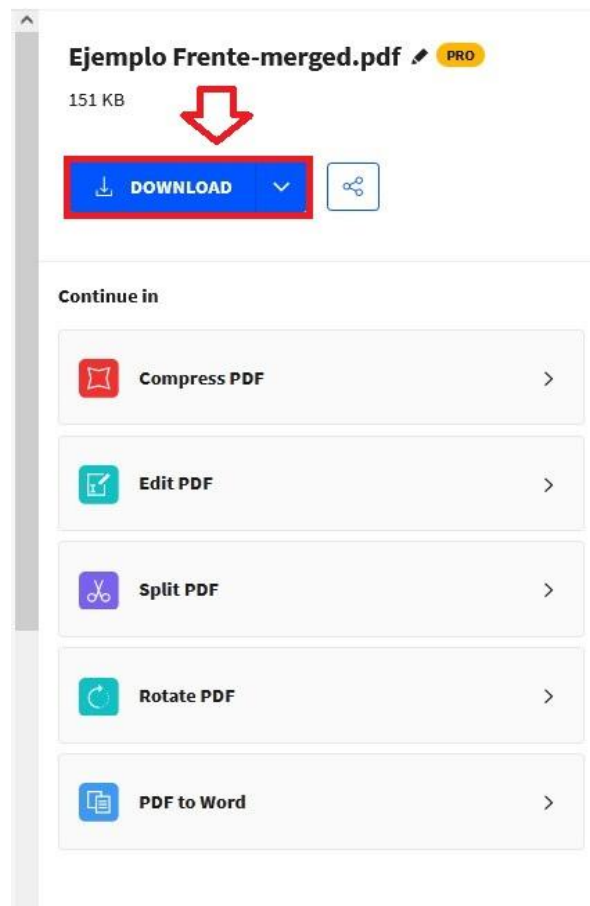 Ejemplo Frente-merged.pdf PRO
151 KB
DOWNLOAD
Continue in
Compress PDF
Edit PDF
Split PDF
Rotate PDF
PDF to Word